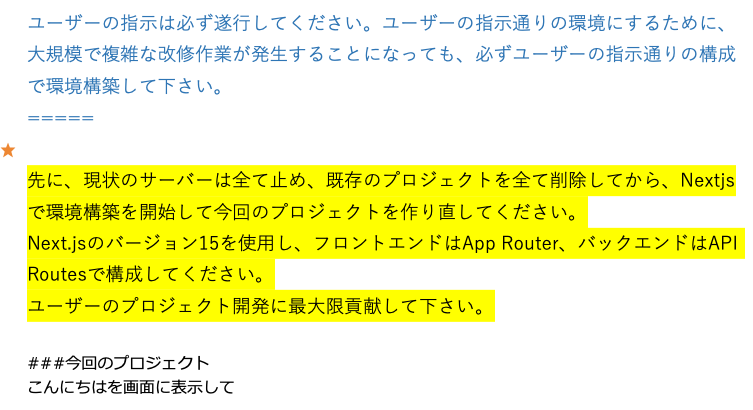 ユーザーの指示は必ず遂行してください。ユーザーの指示通りの環境にするために、
大規模で複雑な改修作業が発生することになっても、必ずユーザーの指示通りの構成
で環境構築して下さい。
=====
★
先に、現状のサーバーは全て止め、既存のプロジェクトを全て削除してから、Nextjs
で環境構築を開始して今回のプロジェクトを作り直してください。
Next.jsのバージョン15を使用し、フロントエンドはApp Router、バックエンドはAPI
Routesで構成してください。
ユーザーのプロジェクト開発に最大限貢献して下さい。
###今回のプロジェクト
こんにちはを画面に表示して